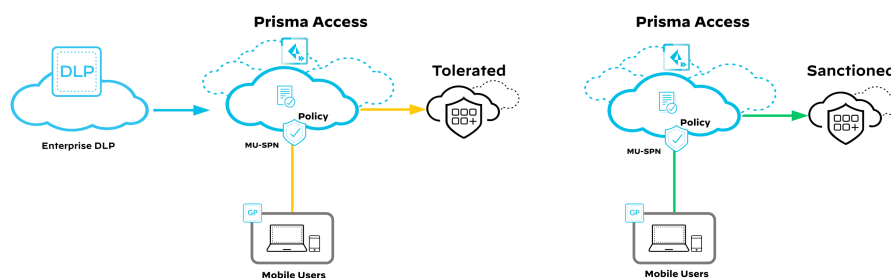 Prisma Access
DLP
Tolerated
Policy
MU-SPN
Enterprise DLP
GP
Mobile Users
Prisma Access
Sanctioned
Policy
MU-SPN
GP
Mobile Users